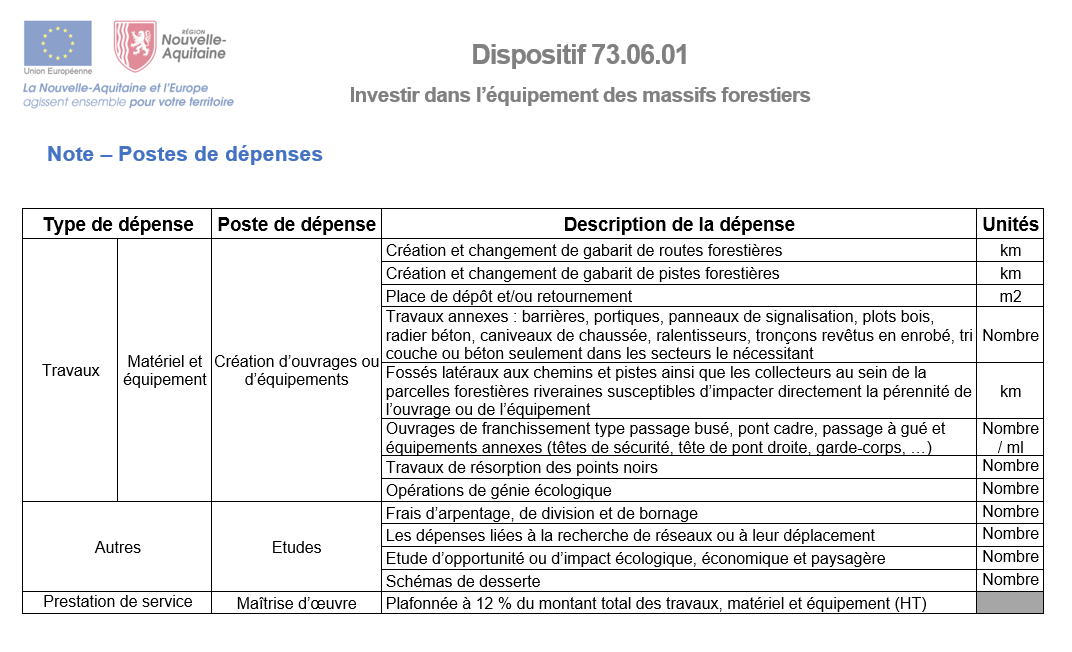 Union Européenne
RÉGION
Nouvelle-
Aquitaine
La Nouvelle-Aquitaine et l'Europe
agissent ensemble pour votre territoire
Dispositif 73.06.01
Investir dans l'équipement des massifs forestiers
Note – Postes de dépenses
Type de dépense Poste de dépense Description de la dépense Unités
Travaux
Matériel et
équipement
Création d'ouvrages ou
d'équipements
Création et changement de gabarit de routes forestières km
Création et changement de gabarit de pistes forestières km
Place de dépôt et/ou retournement m2
Travaux annexes : barrières, portiques, panneaux de signalisation, plots bois,
radier béton, caniveaux de chaussée, ralentisseurs, tronçons revêtus en enrobé, tri
couche ou béton seulement dans les secteurs le nécessitant
Nombre
Fossés latéraux aux chemins et pistes ainsi que les collecteurs au sein de la
parcelles forestières riveraines susceptibles d'impacter directement la pérennité de
l'ouvrage ou de l'équipement
km
Ouvrages de franchissement type passage busé, pont cadre, passage à gué et
équipements annexes (têtes de sécurité, tête de pont droite, garde-corps, …)
Nombre
/ ml
Travaux de résorption des points noirs Nombre
Opérations de génie écologique Nombre
Autres
Etudes
Frais d'arpentage, de division et de bornage Nombre
Les dépenses liées à la recherche de réseaux ou à leur déplacement Nombre
Etude d'opportunité ou d'impact écologique, économique et paysagère Nombre
Schémas de desserte Nombre
Prestation de service Maîtrise d'œuvre Plafonnée à 12 % du montant total des travaux, matériel et équipement (HT)